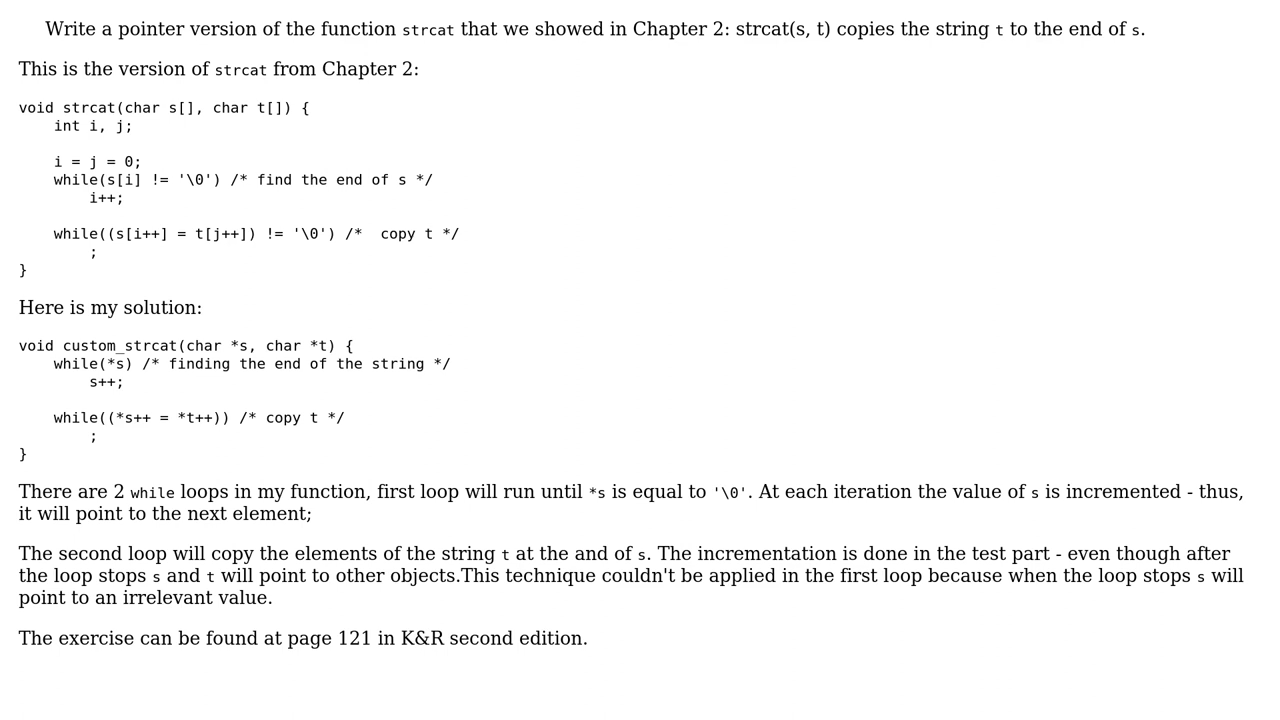 Write a pointer version of the function strcat that we showed in Chapter 2: strcat(s, t) copies the string t to the end of s.
This is the version of strcat from Chapter 2:
void strcat(char s[], char t[]) {
    int i, j;

    i = j = 0;
    while(s[i] != '\0') /* find the end of s */
        i++;

    while((s[i++] = t[j++]) != '\0') /*  copy t */
        ;
}
Here is my solution:
void custom_strcat(char *s, char *t) {
    while(*s) /* finding the end of the string */
        s++;

    while((*s++ = *t++)) /* copy t */
        ;
}
There are 2 while loops in my function, first loop will run until *s is equal to '\0'. At each iteration the value of s is incremented - thus,
it will point to the next element;
The second loop will copy the elements of the string t at the and of s. The incrementation is done in the test part - even though after
the loop stops s and t will point to other objects.This technique couldn't be applied in the first loop because when the loop stops s will
point to an irrelevant value.
The exercise can be found at page 121 in K&R second edition.